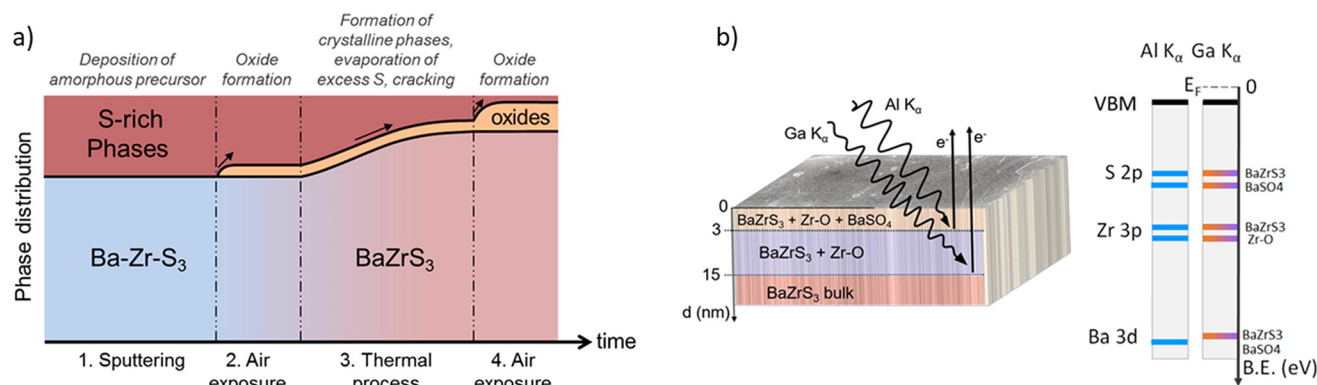 a)
Deposition of
amorphous precursor
Oxide
formation
Formation of
crystalline phases,
evaporation of
excess S, cracking
Oxide
formation
Phase distribution
S-rich
Phases
oxides
Ba-Zr-S3
BaZrS3
time
1. Sputtering
2. Air
exposure
3. Thermal
process
4. Air
exposure
b)
Al Kα
Ga Kα
e-
e-
0
3
15
d (nm)
BaZrS3 + Zr-O + BaSO4
BaZrS3 + Zr-O
BaZrS3 bulk
Al Kα Ga Kα
EF
0
VBM
S 2p
BaZrS3
BaSO4
Zr 3p
BaZrS3
Zr-O
Ba 3d
BaZrS3
BaSO4
B.E. (eV)